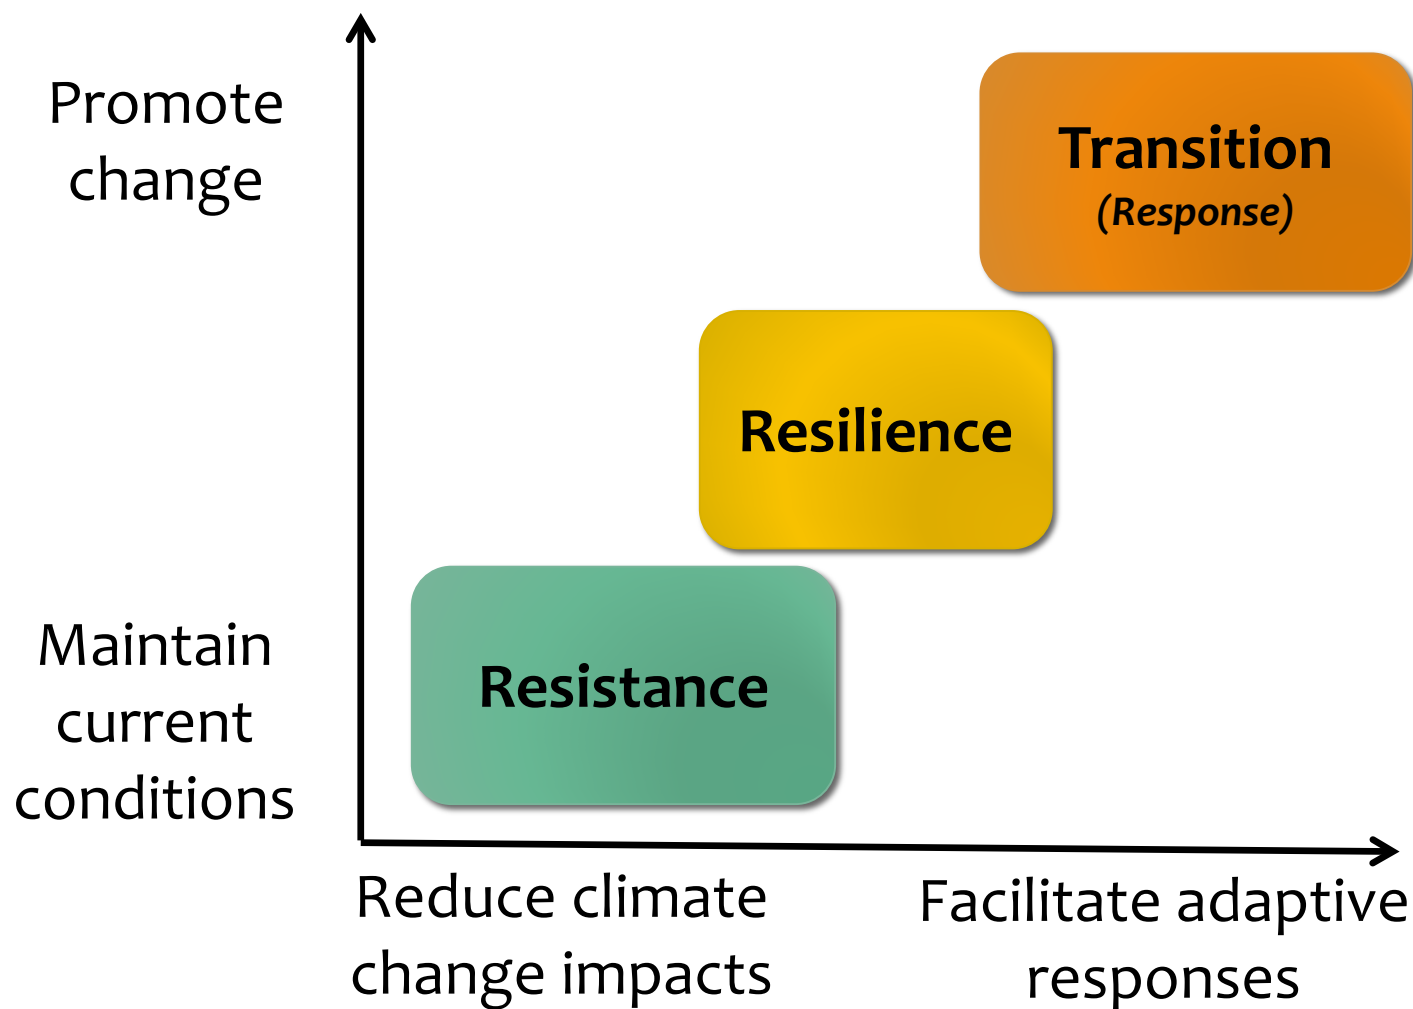 Promote
change
Transition
(Response)
Resilience
Maintain
current
conditions
Resistance
Reduce climate
change impacts
Facilitate adaptive
responses